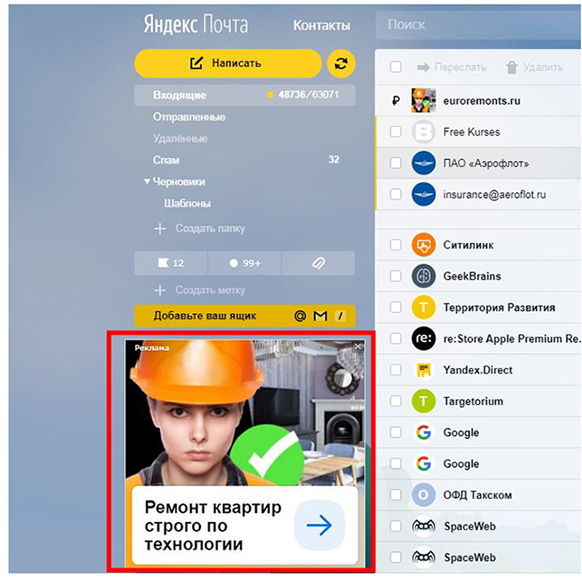 Яндекс Почта
Контакты
Поиск
Написать
Переслать
Удалить
Входящие 48736/63071
Отправленные
Удалённые
Спам 32
Черновики
Шаблоны
+ Создать папку
12 99+
+ Создать метку
Добавьте ваш ящик @ M /
Реклама
Ремонт квартир
строго по
технологии
₽ euroremonts.ru
B Free Kurses
ПАО «Аэрофлот»
insurance@aeroflot.ru
Ситилинк
GeekBrains
T Территория Развития
re: re:Store Apple Premium Re.
Yandex.Direct
T Targetorium
G Google
G Google
О ОФД Такском
SpaceWeb
SpaceWeb